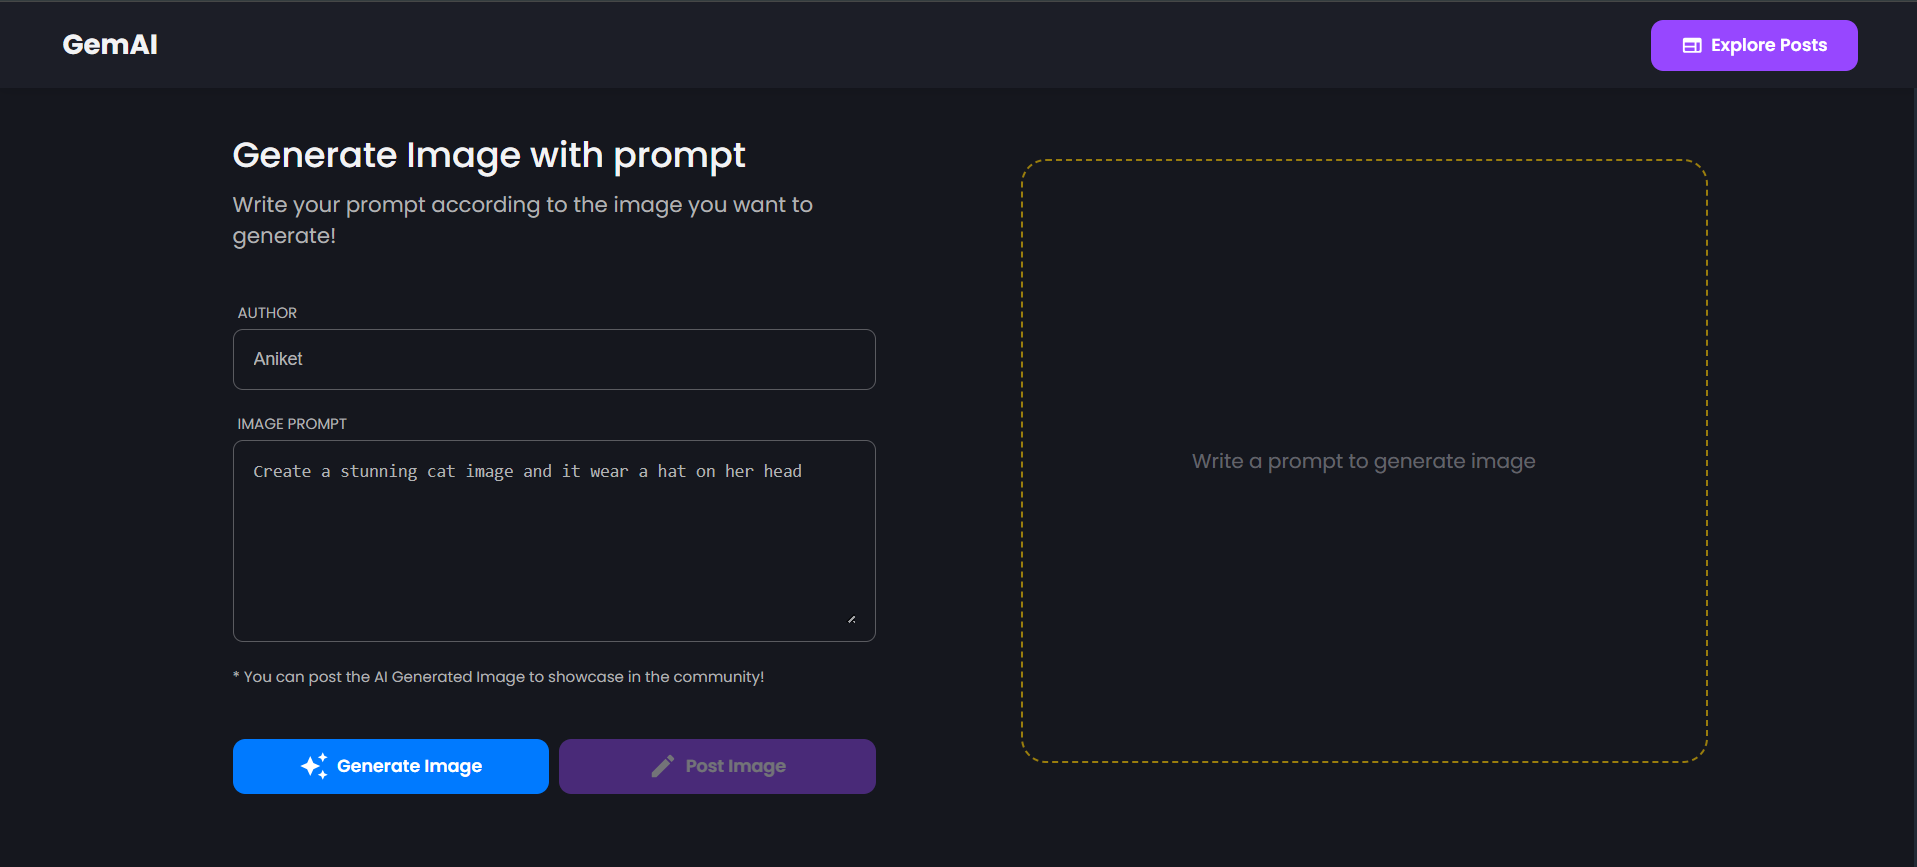 GemAI
Explore Posts
Generate Image with prompt
Write your prompt according to the image you want to
generate!
AUTHOR
Aniket
IMAGE PROMPT
Create a stunning cat image and it wear a hat on her head
* You can post the AI Generated Image to showcase in the community!
Generate Image
Post Image
Write a prompt to generate image